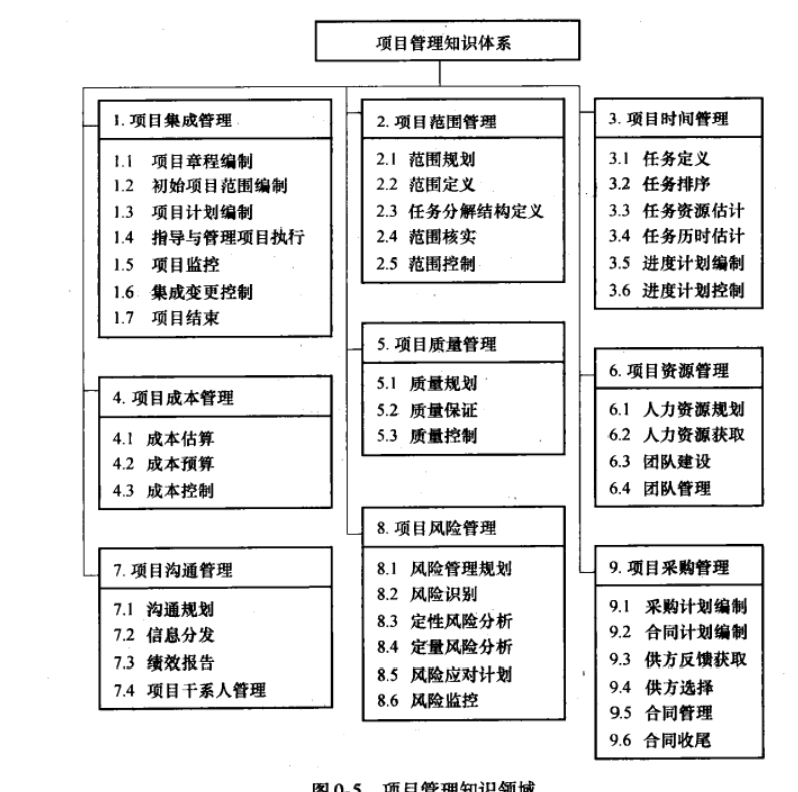 项目管理知识体系
1. 项目集成管理
1.1 项目章程编制
1.2 初始项目范围编制
1.3 项目计划编制
1.4 指导与管理项目执行
1.5 项目监控
1.6 集成变更控制
1.7 项目结束
2. 项目范围管理
2.1 范围规划
2.2 范围定义
2.3 任务分解结构定义
2.4 范围核实
2.5 范围控制
3. 项目时间管理
3.1 任务定义
3.2 任务排序
3.3 任务资源估计
3.4 任务历时估计
3.5 进度计划编制
3.6 进度计划控制
4. 项目成本管理
4.1 成本估算
4.2 成本预算
4.3 成本控制
5. 项目质量管理
5.1 质量规划
5.2 质量保证
5.3 质量控制
6. 项目资源管理
6.1 人力资源规划
6.2 人力资源获取
6.3 团队建设
6.4 团队管理
7. 项目沟通管理
7.1 沟通规划
7.2 信息分发
7.3 绩效报告
7.4 项目干系人管理
8. 项目风险管理
8.1 风险管理规划
8.2 风险识别
8.3 定性风险分析
8.4 定量风险分析
8.5 风险应对计划
8.6 风险监控
9. 项目采购管理
9.1 采购计划编制
9.2 合同计划编制
9.3 供方反馈获取
9.4 供方选择
9.5 合同管理
9.6 合同收尾
图 0-5 项目管理知识领域